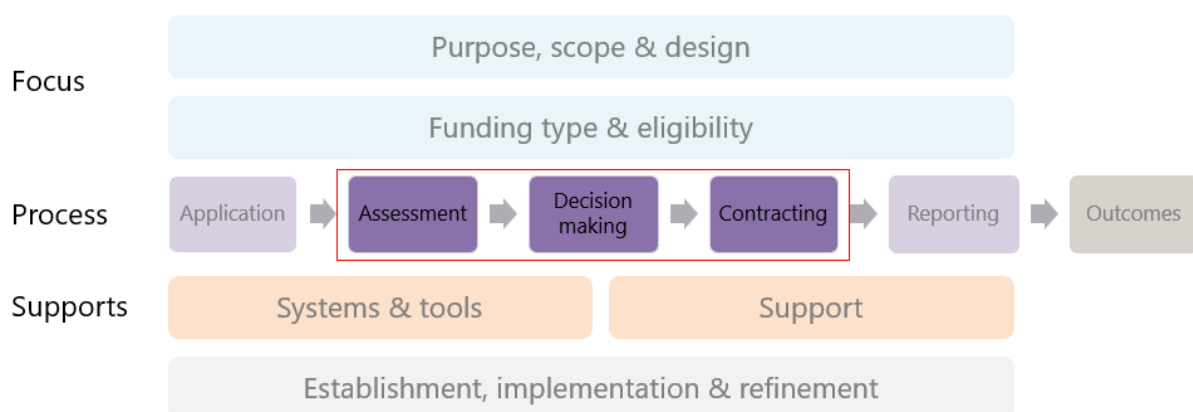 Purpose, scope & design
Focus
Funding type & eligibility
Process
Application
Assessment
Decision
making
Contracting
Reporting
Outcomes
Supports
Systems & tools
Support
Establishment, implementation & refinement